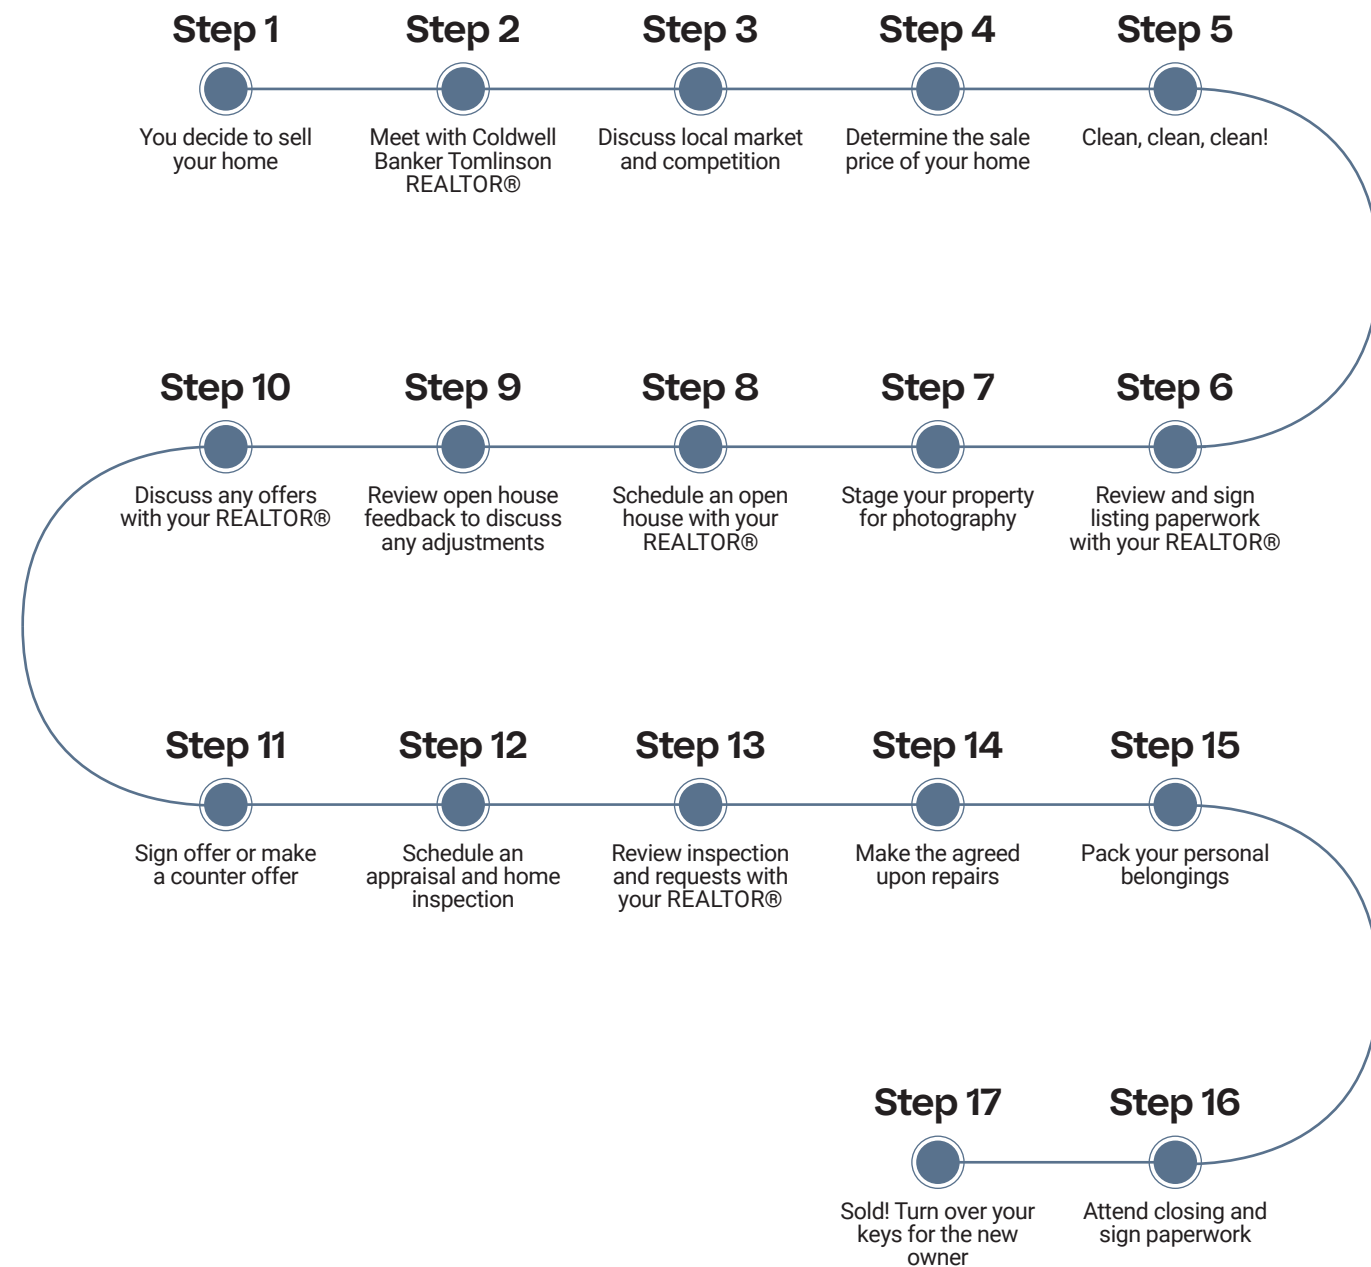 Step 1
You decide to sell
your home
Step 2
Meet with Coldwell
Banker Tomlinson
REALTOR®
Step 3
Discuss local market
and competition
Step 4
Determine the sale
price of your home
Step 5
Clean, clean, clean!
Step 6
Review and sign
listing paperwork
with your REALTOR®
Step 7
Stage your property
for photography
Step 8
Schedule an open
house with your
REALTOR®
Step 9
Review open house
feedback to discuss
any adjustments
Step 10
Discuss any offers
with your REALTOR®
Step 11
Sign offer or make
a counter offer
Step 12
Schedule an
appraisal and home
inspection
Step 13
Review inspection
and requests with
your REALTOR®
Step 14
Make the agreed
upon repairs
Step 15
Pack your personal
belongings
Step 16
Attend closing and
sign paperwork
Step 17
Sold! Turn over your
keys for the new
owner